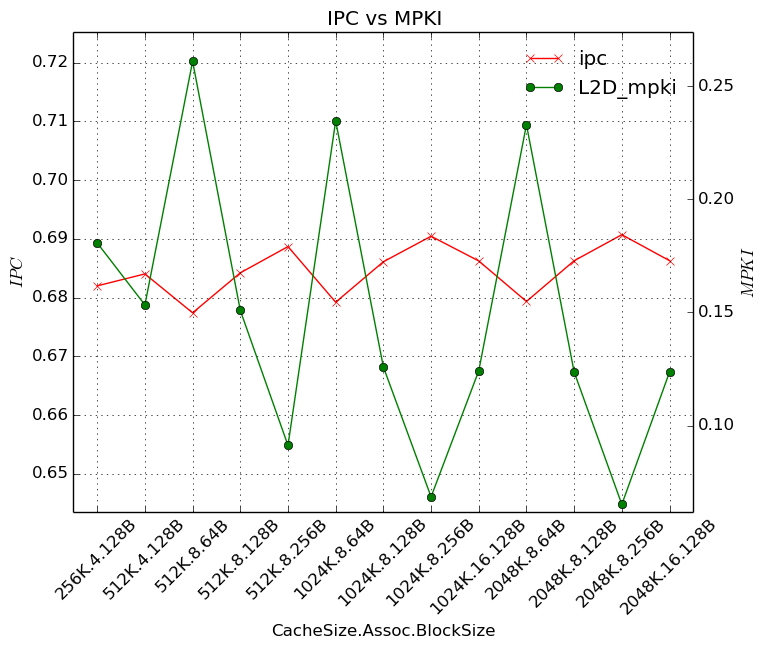 IPC vs MPKI
ipc
L2D_mpki
0.72
0.71
0.70
0.69
0.68
0.67
0.66
0.65
IPC
0.25
0.20
0.15
0.10
MPKI
256K.4.128B
512K.4.128B
512K.8.64B
512K.8.128B
512K.8.256B
1024K.8.64B
1024K.8.128B
1024K.8.256B
1024K.16.128B
2048K.8.64B
2048K.8.128B
2048K.8.256B
2048K.16.128B
CacheSize.Assoc.BlockSize